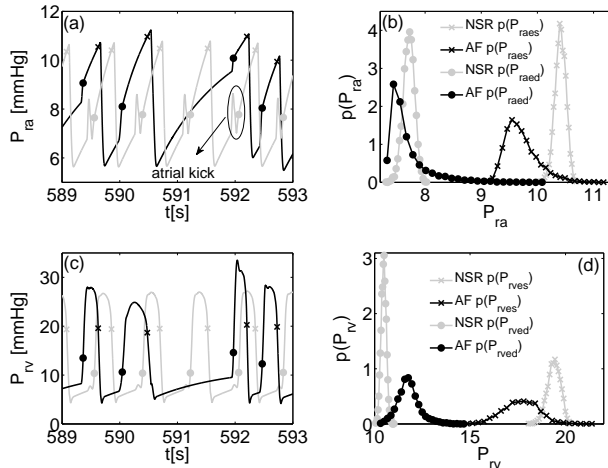 (a)
P_ra [mmHg]
12
10
8
6
589 590 591 592 593
t[s]
atrial kick
(b)
p(P_ra)
4
3
2
1
0
8 9 10 11
P_ra
NSR p(P_raes)
AF p(P_raes)
NSR p(P_raed)
AF p(P_raed)
(c)
P_rv [mmHg]
40
30
20
10
0
589 590 591 592 593
t[s]
(d)
p(P_rv)
3
2
1
0
10 15 20
P_rv
NSR p(P_rves)
AF p(P_rves)
NSR p(P_rved)
AF p(P_rved)